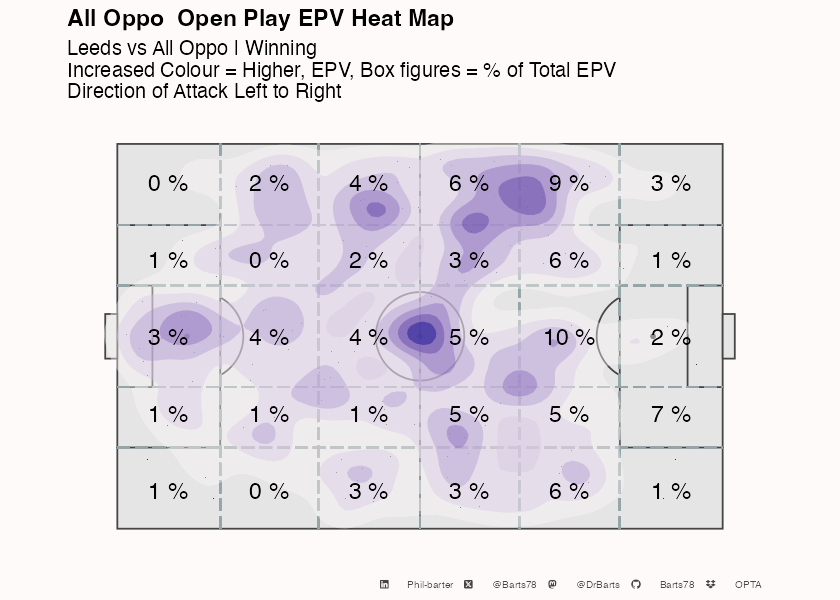 All Oppo  Open Play EPV Heat Map
Leeds vs All Oppo | Winning
Increased Colour = Higher, EPV, Box figures = % of Total EPV
Direction of Attack Left to Right
0 % 2 % 4 % 6 % 9 % 3 %
1 % 0 % 2 % 3 % 6 % 1 %
3 % 4 % 4 % 5 % 10 % 2 %
1 % 1 % 1 % 5 % 5 % 7 %
1 % 0 % 3 % 3 % 6 % 1 %
Phil-barter @Barts78 @DrBarts Barts78 OPTA